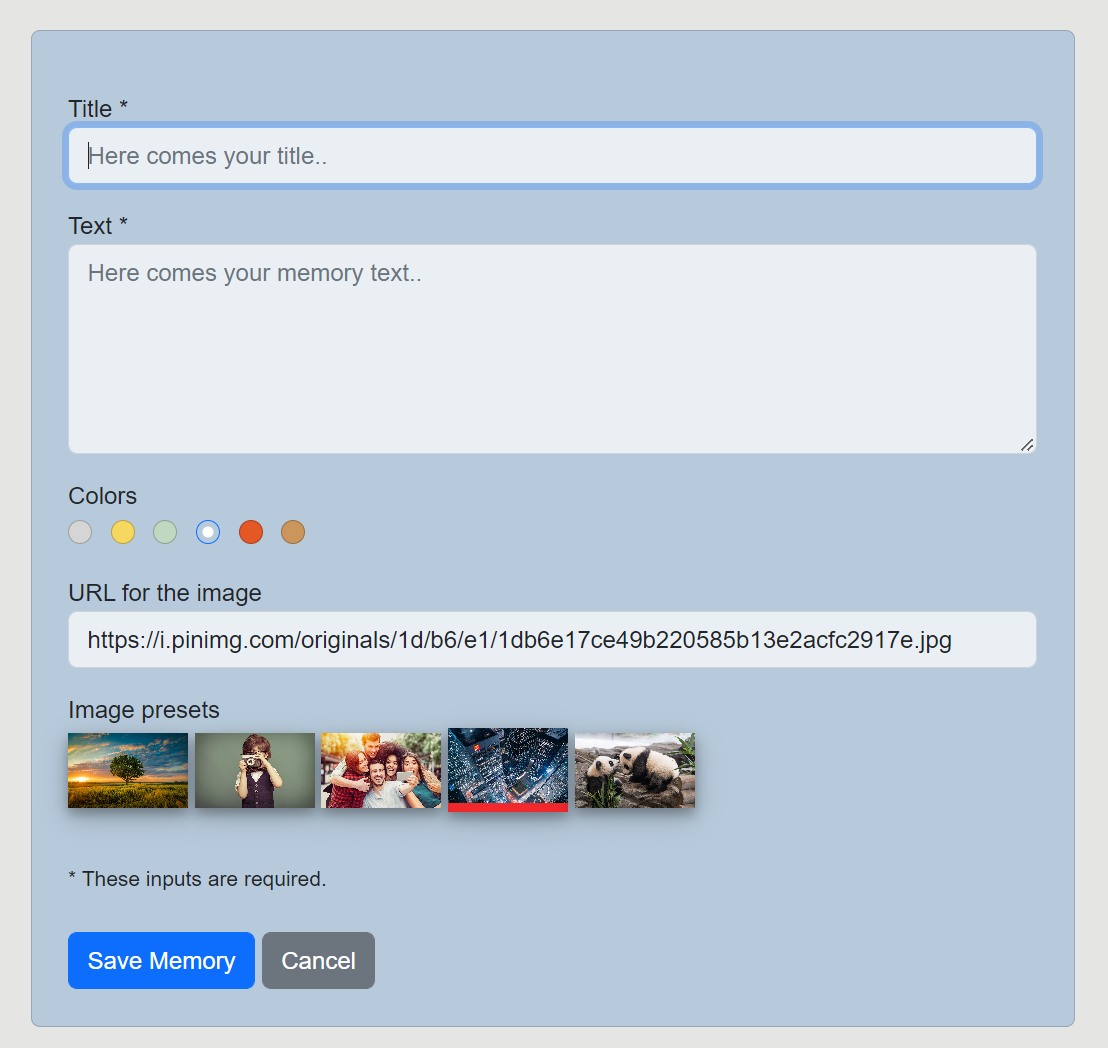 Title *
Here comes your title..
Text *
Here comes your memory text..
Colors
URL for the image
https://i.pinimg.com/originals/1d/b6/e1/1db6e17ce49b220585b13e2acfc2917e.jpg
Image presets
* These inputs are required.
Save Memory Cancel